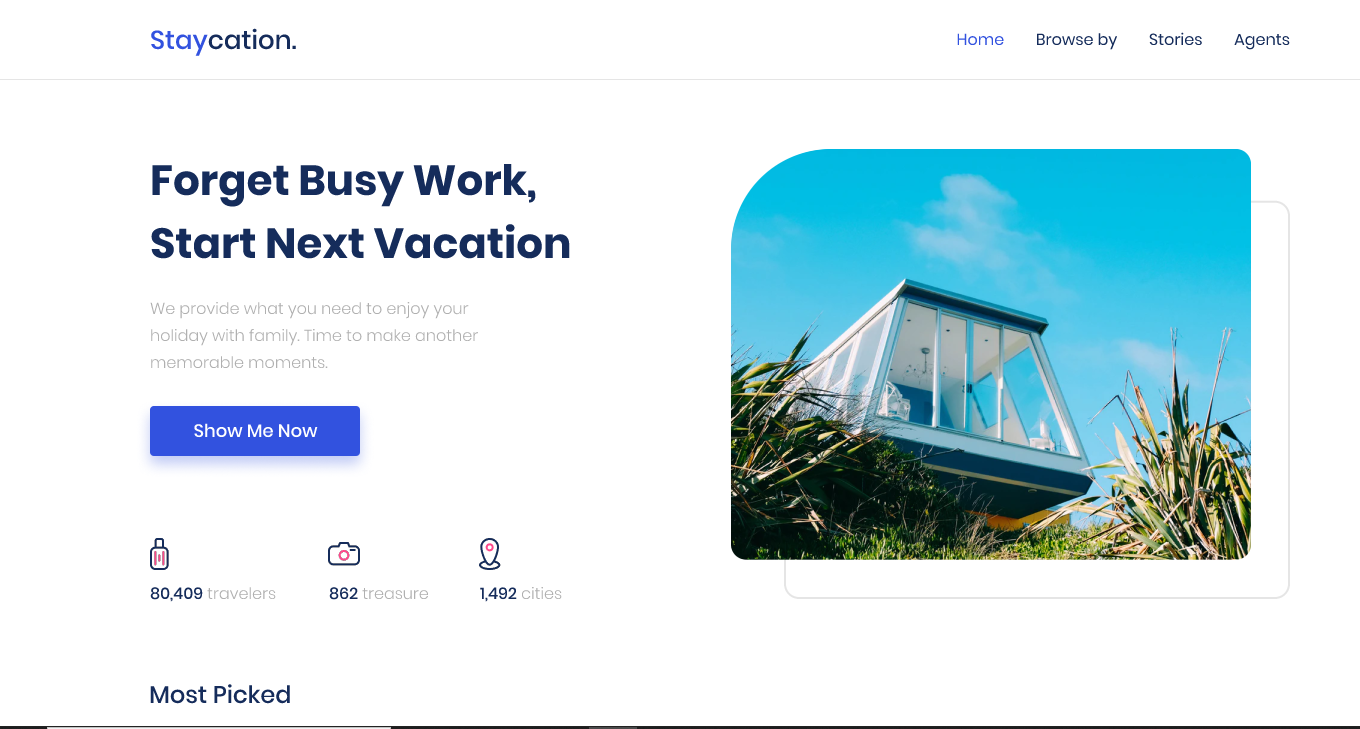 Staycation.
Home Browse by Stories Agents
Forget Busy Work,
Start Next Vacation
We provide what you need to enjoy your
holiday with family. Time to make another
memorable moments.
Show Me Now
80,409 travelers
862 treasure
1,492 cities
Most Picked